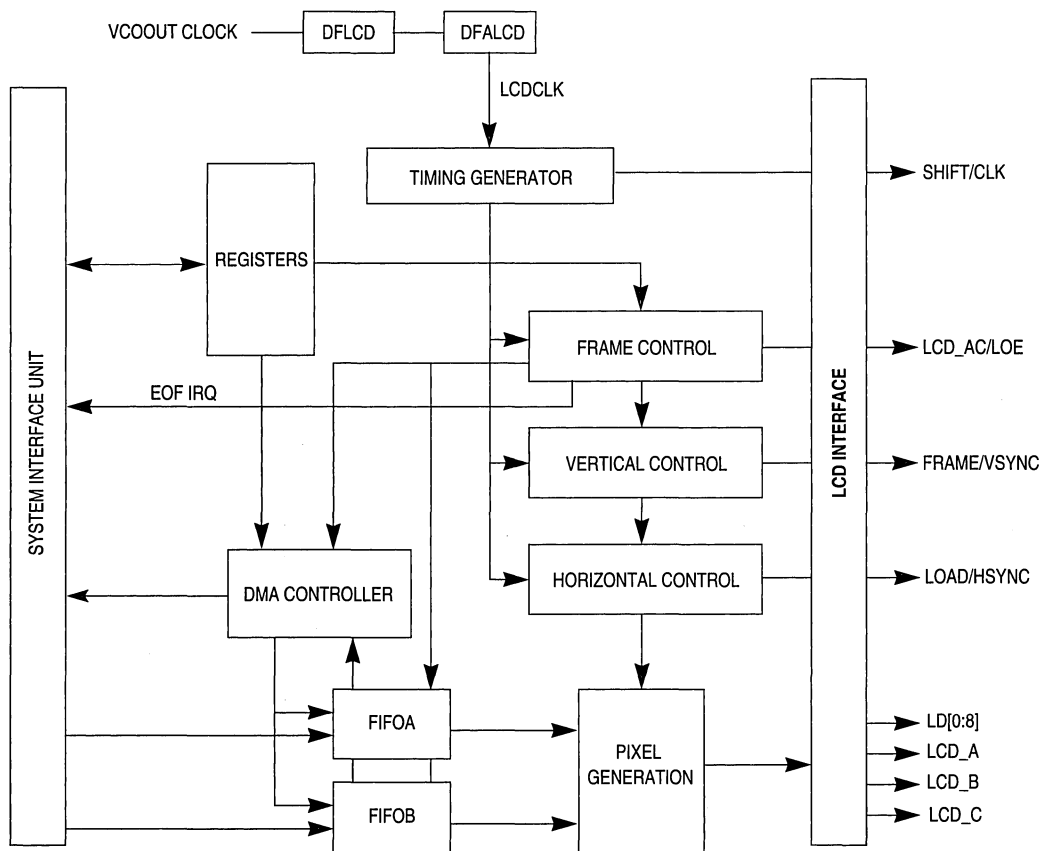 VCOOUT CLOCK
DFLCD
DFALCD
LCDCLK
TIMING GENERATOR
SHIFT/CLK
REGISTERS
SYSTEM INTERFACE UNIT
LCD INTERFACE
FRAME CONTROL
LCD_AC/LOE
EOF IRQ
VERTICAL CONTROL
FRAME/VSYNC
HORIZONTAL CONTROL
LOAD/HSYNC
DMA CONTROLLER
FIFOA
PIXEL
GENERATION
LD[0:8]
LCD_A
LCD_B
LCD_C
FIFOB